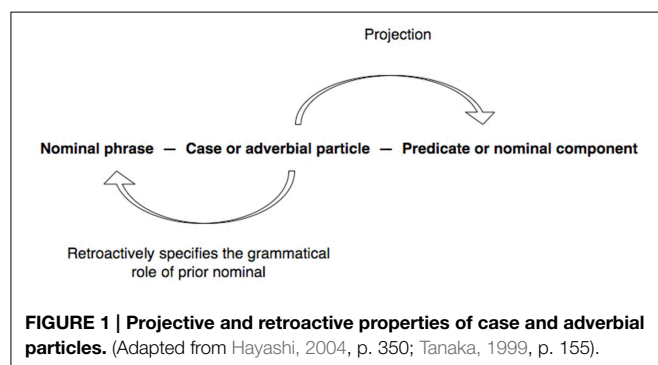 Projection
Nominal phrase — Case or adverbial particle — Predicate or nominal component
Retroactively specifies the grammatical
role of prior nominal
FIGURE 1 | Projective and retroactive properties of case and adverbial
particles. (Adapted from Hayashi, 2004, p. 350; Tanaka, 1999, p. 155).